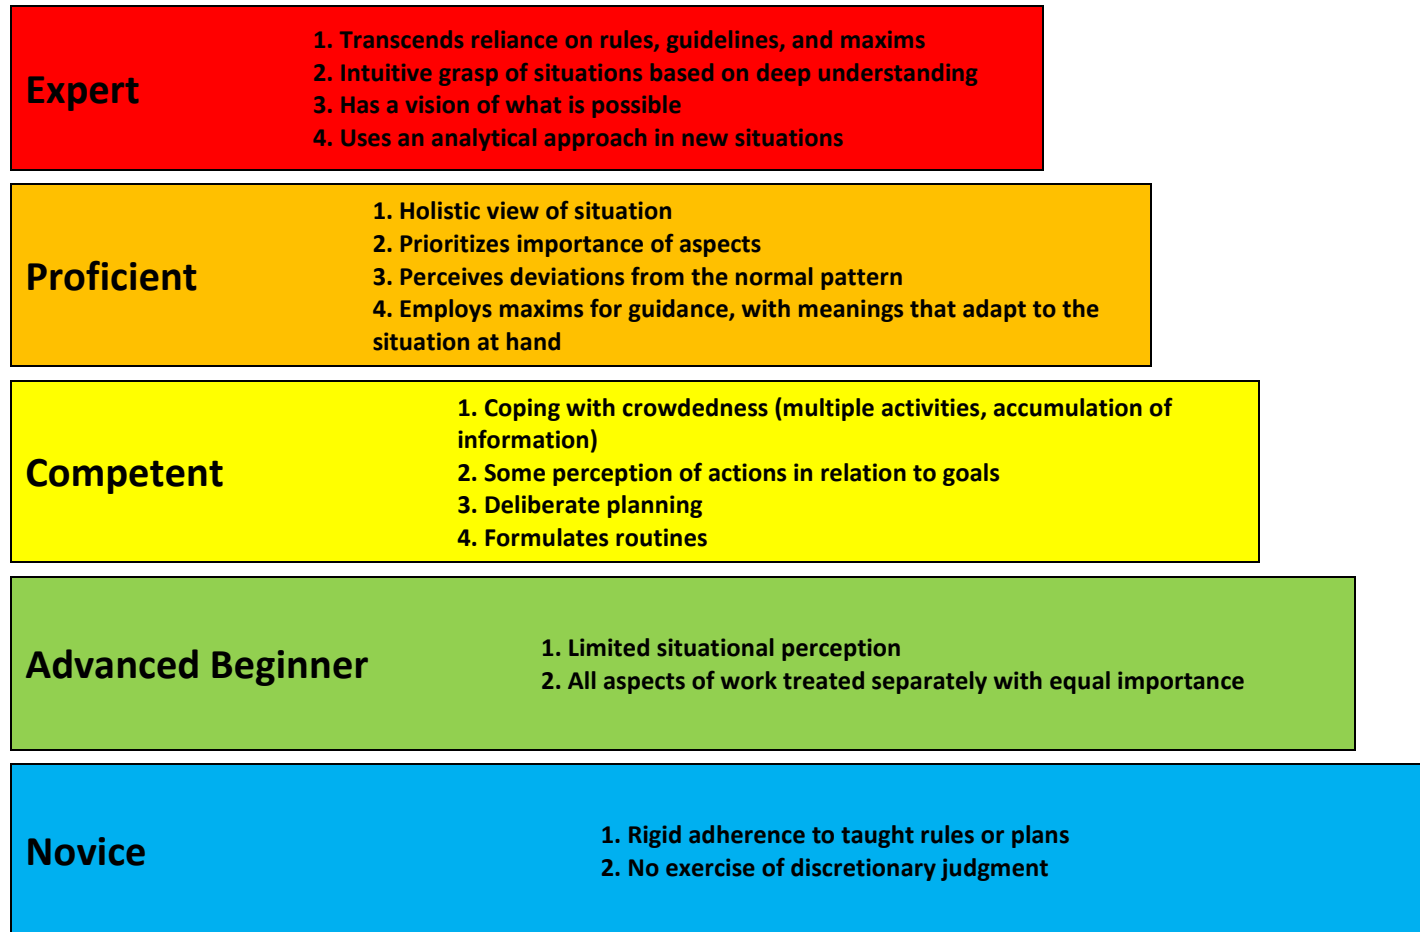 Expert
1. Transcends reliance on rules, guidelines, and maxims
2. Intuitive grasp of situations based on deep understanding
3. Has a vision of what is possible
4. Uses an analytical approach in new situations
Proficient
1. Holistic view of situation
2. Prioritizes importance of aspects
3. Perceives deviations from the normal pattern
4. Employs maxims for guidance, with meanings that adapt to the
situation at hand
Competent
1. Coping with crowdedness (multiple activities, accumulation of
information)
2. Some perception of actions in relation to goals
3. Deliberate planning
4. Formulates routines
Advanced Beginner
1. Limited situational perception
2. All aspects of work treated separately with equal importance
Novice
1. Rigid adherence to taught rules or plans
2. No exercise of discretionary judgment